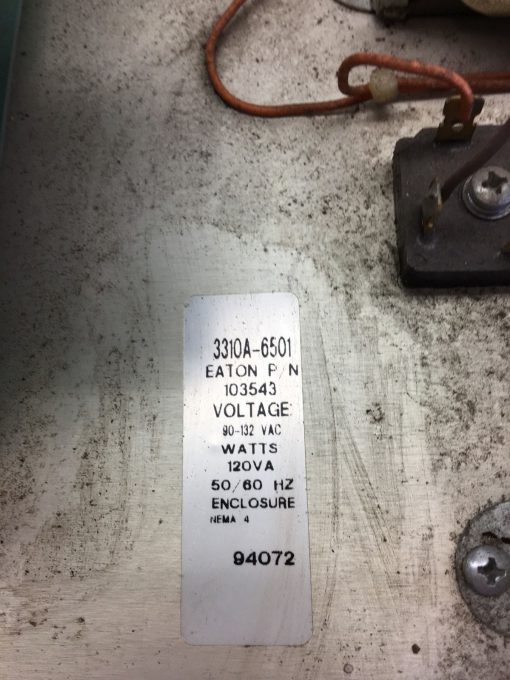 3310A-6501
EATON P/N
103543
VOLTAGE
90-132 VAC
WATTS
120VA
50/60 HZ
ENCLOSURE
NEMA 4
94072